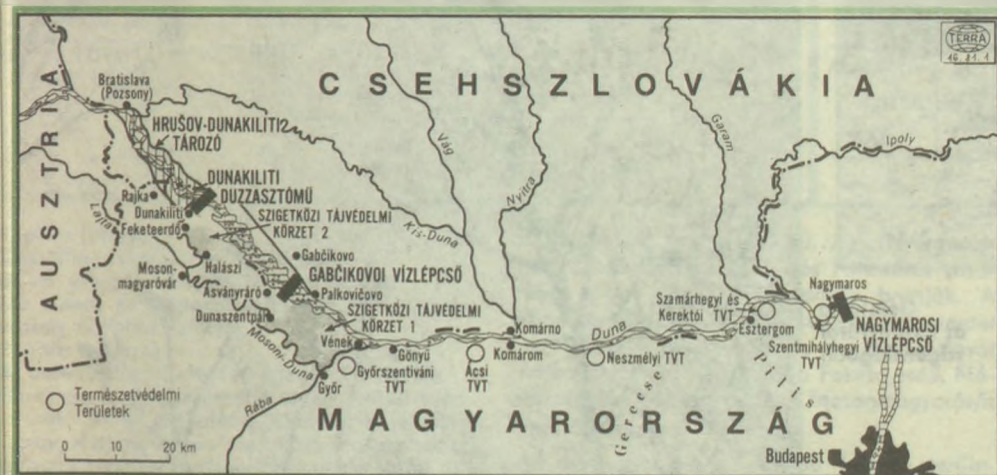 TERRA
CSEHSZLOVÁKIA
AUSZTRIA
Bratislava
(Pozsony)
HRUŠOV-DUNAKILITI
TÁROZÓ
DUNAKILITI
DUZZASZTÓMŰ
Rajka
Dunakiliti
Feketeerdő
Lajta
SZIGETKÖZI TÁJVÉDELMI
KÖRZET 2
Halászi
Moson-
magyaróvár
Gabčikovo
GABČIKOVOI VÍZLÉPCSŐ
Ásványráró
Palkovičovo
Dunaszentpál
SZIGETKÖZI TÁJVÉDELMI
KÖRZET 1
Mosoni-Duna
Vének
Gönyü
Győrszentiváni
TVT
Győr
Rába
Kis-Duna
Vág
Nyitra
Garam
Ipoly
Komárno
Komárom
Ácsi
TVT
Duna
Neszmélyi TVT
Szamárhegyi és
Kerektói TVT
Esztergom
Nagymaros
Szentmihályhegyi
TVT
NAGYMAROSI
VÍZLÉPCSŐ
Gerecse
Pilis
MAGYARORSZÁG
Budapest
Természetvédelmi
Területek
0 10 20 km